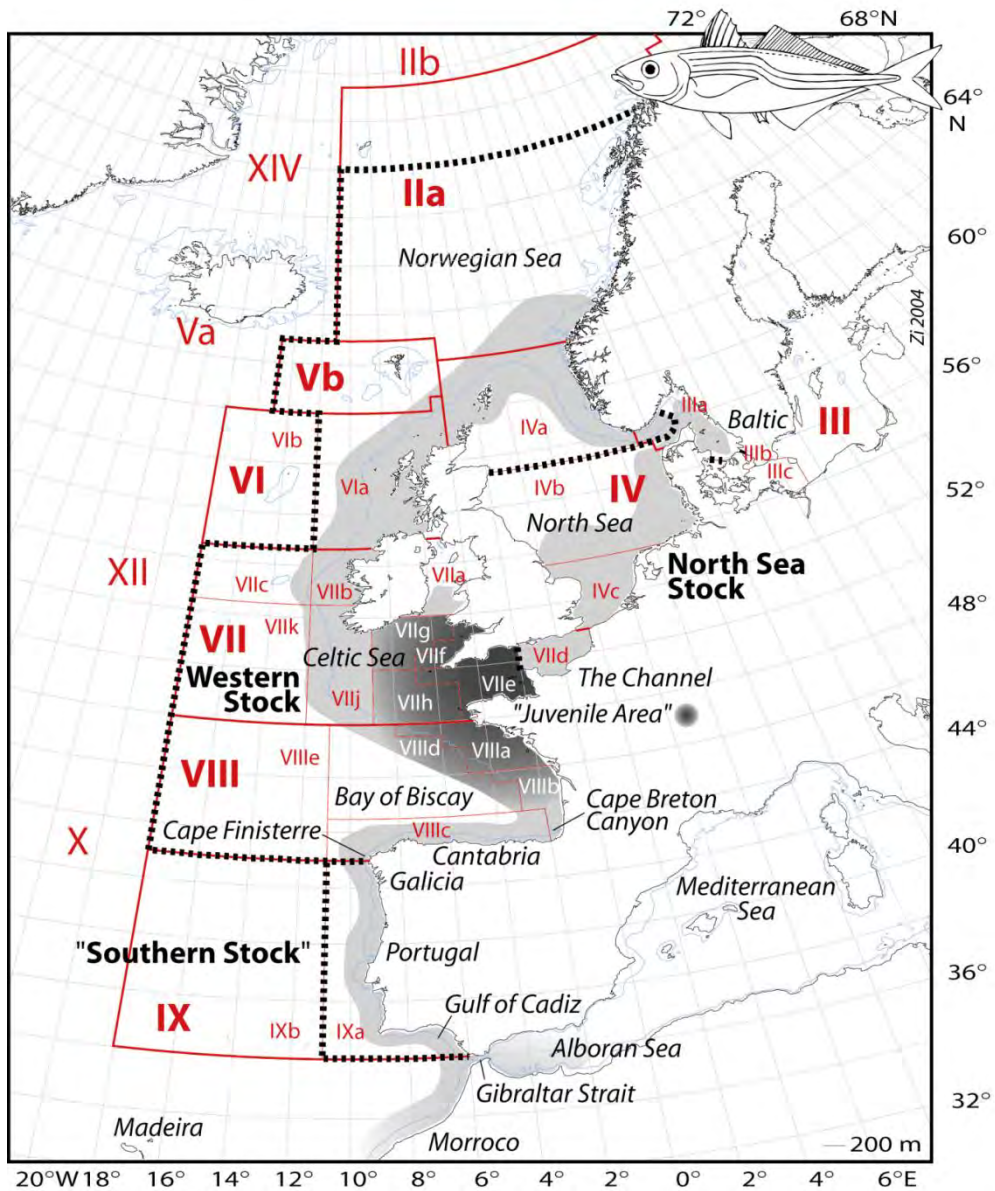 72° 68°N
IIb
64°
N
XIV
IIa
Norwegian Sea
60°
Zi 2004
Va
Vb
56°
IIIa
Baltic
III
IVa
VIb
IIIb
IIIc
VI
VIa
IVb
IV
North Sea
52°
XII
VIIc
VIIb
VIIa
IVc
North Sea
Stock
48°
VIIk
VIIg
VII
Celtic Sea
VIIf
VIId
Western
Stock
VIIj
VIIh
VIIe
The Channel
"Juvenile Area"
44°
VIIIe
VIIId
VIIIa
VIII
VIIIb
Bay of Biscay
Cape Breton
Canyon
X
Cape Finisterre
VIIIc
Cantabria
40°
Galicia
Mediterranean
Sea
"Southern Stock"
Portugal
36°
Gulf of Cadiz
IX
IXb
IXa
Alboran Sea
Gibraltar Strait
32°
Madeira
Morroco
200 m
20°W 18° 16° 14° 12° 10° 8° 6° 4° 2° 0° 2° 4° 6°E